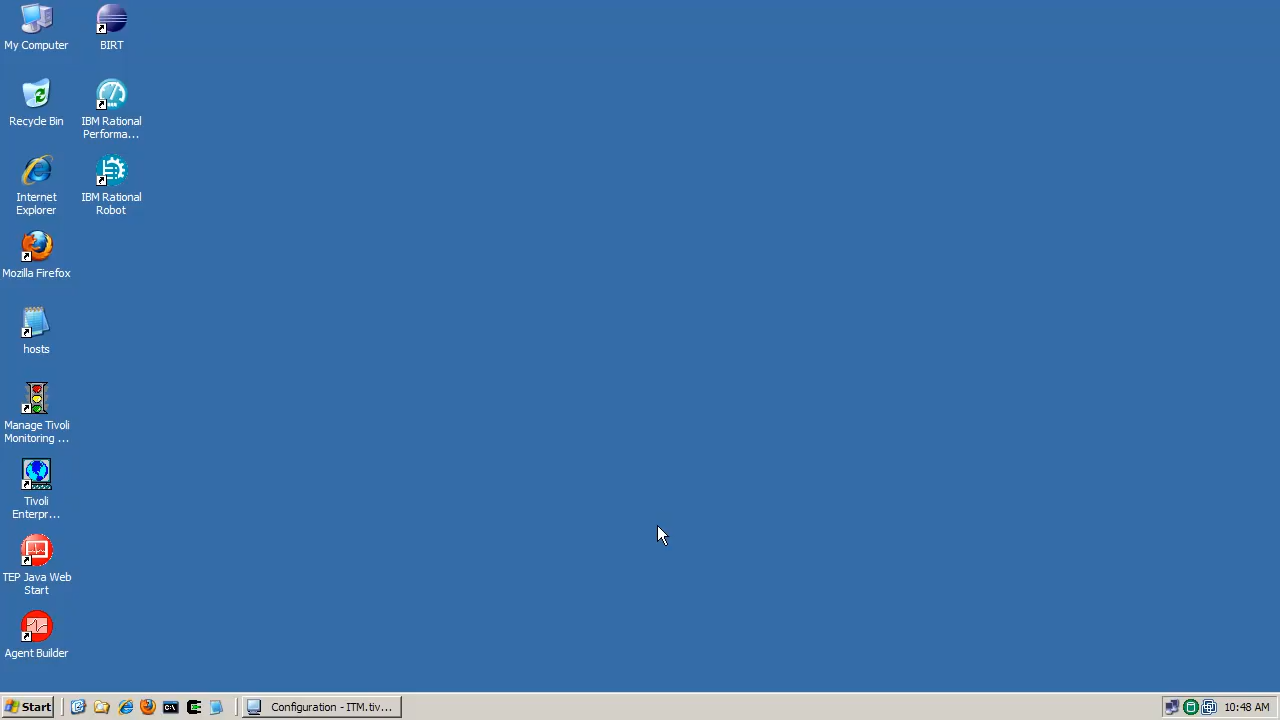 My Computer
BIRT
Recycle Bin
IBM Rational
Performa...
Internet
Explorer
IBM Rational
Robot
Mozilla Firefox
hosts
Manage Tivoli
Monitoring ...
Tivoli
Enterpr...
TEP Java Web
Start
Agent Builder
Start
C:\
Configuration - ITM.tiv...
10:48 AM